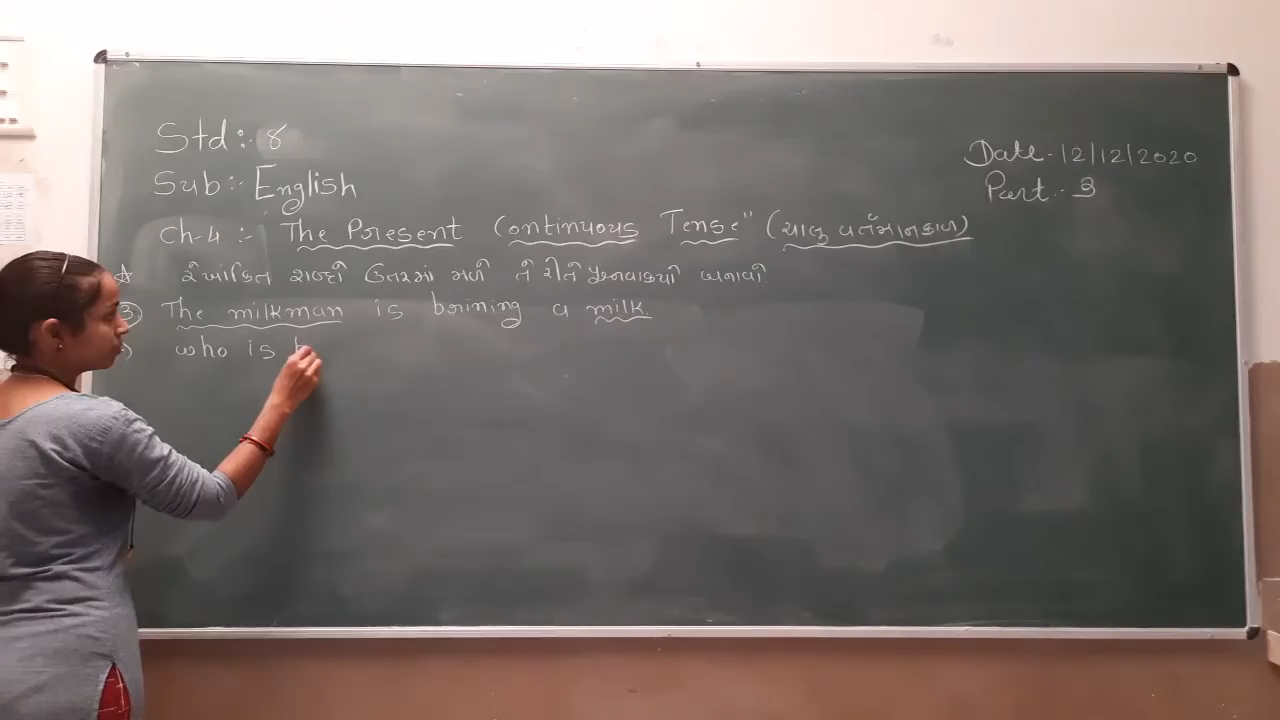 Std :- 8
Sub :- English
Date - 12/12/2020
Part - 3
Ch-4 :- The Present Continuous Tense" (ચાલુ વર્તમાનકાળ)
રેખાંકિત શબ્દો ઉત્તરમાં મળે તે રીતે પ્રશ્નવાકયો બનાવો.
③ The milkman is brining a milk.
who is b